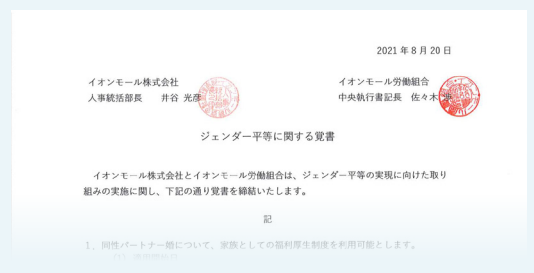 2021 年 8 月 20 日
イオンモール株式会社
人事統括部長 井谷 光彦
イオンモール労働組合
中央執行書記長 佐々木
ジェンダー平等に関する覚書
イオンモール株式会社とイオンモール労働組合は、ジェンダー平等の実現に向けた取り
組みの実施に関し、下記の通り覚書を締結いたします。
記
1. 同性パートナー婚について、家族としての福利厚生制度を利用可能とします。